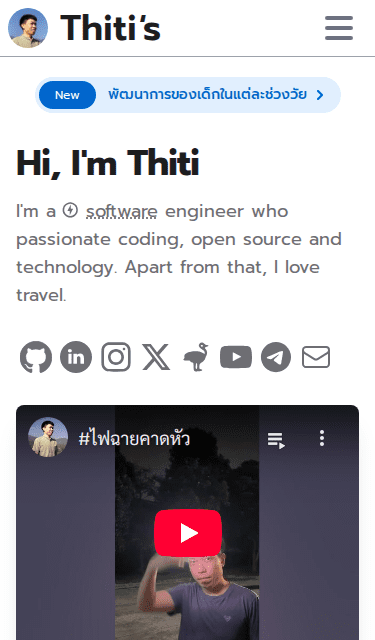 Thiti's
New พัฒนาการของเด็กในแต่ละช่วงวัย
Hi, I'm Thiti
I'm a software engineer who
passionate coding, open source and
technology. Apart from that, I love
travel.
#ไฟฉายคาดหัว